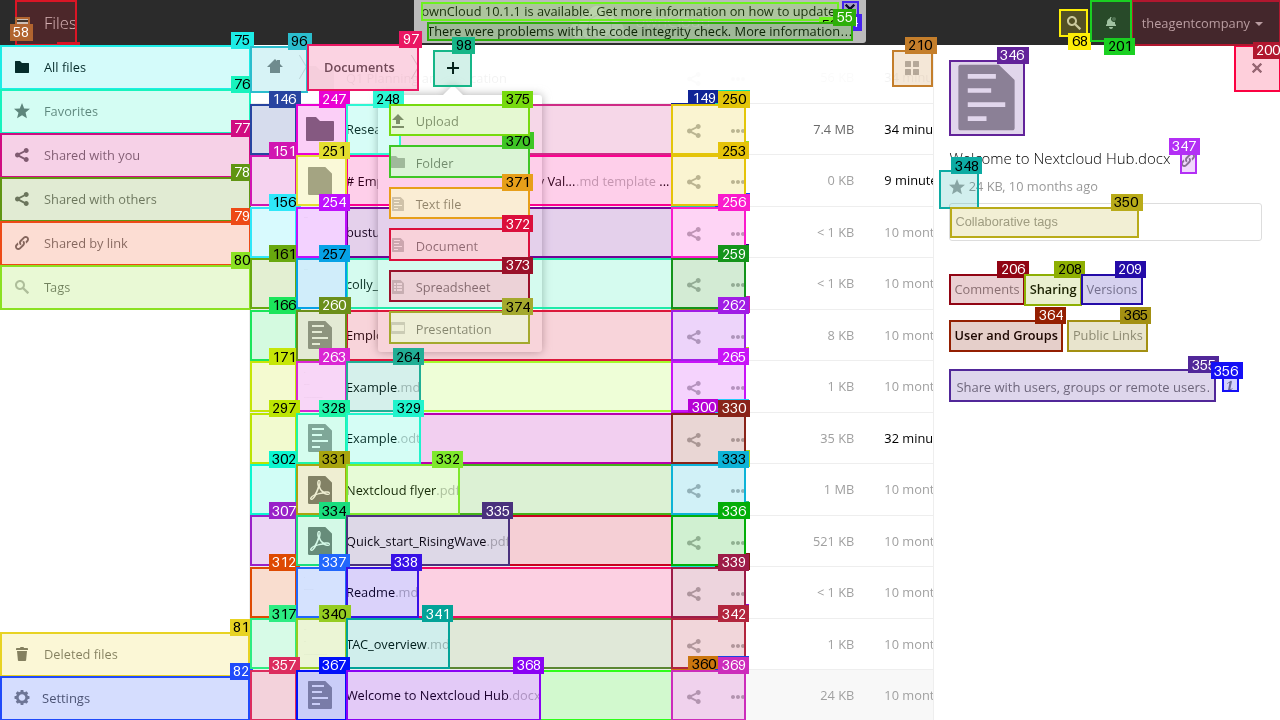 Files
ownCloud 10.1.1 is available. Get more information on how to update
There were problems with the code integrity check. More information...
theagentcompany
58
55
68
201
200
All files
Favorites
Shared with you
Shared with others
Shared by link
Tags
Deleted files
Settings
75
76
77
78
79
80
81
82
96
97
98
210
Documents
Upload
Folder
Text file
Document
Spreadsheet
Presentation
375
370
371
372
373
374
146 247 248 149 250
Resea
7.4 MB 34 minu
151 251 253
# Emp
y Val...​.md template ...
0 KB 9 minute
156 254 256
pustu
< 1 KB 10 mont
161 257 259
colly_
< 1 KB 10 mont
166 260 262
Emplo
8 KB 10 mont
171 263 264 265
Example.md
1 KB 10 mont
297 328 329 300 330
Example.odt
35 KB 32 minu
302 331 332 333
Nextcloud flyer.pdf
1 MB 10 mont
307 334 335 336
Quick_start_RisingWave.pdf
521 KB 10 mont
312 337 338 339
Readme.md
< 1 KB 10 mont
317 340 341 342
TAC_overview.md
1 KB 10 mont
357 367 368 360 369
Welcome to Nextcloud Hub.docx
24 KB 10 mont
346
347
Welcome to Nextcloud Hub.docx
348
24 KB, 10 months ago
350
Collaborative tags
206 208 209
Comments Sharing Versions
364 365
User and Groups Public Links
355 356
Share with users, groups or remote users.